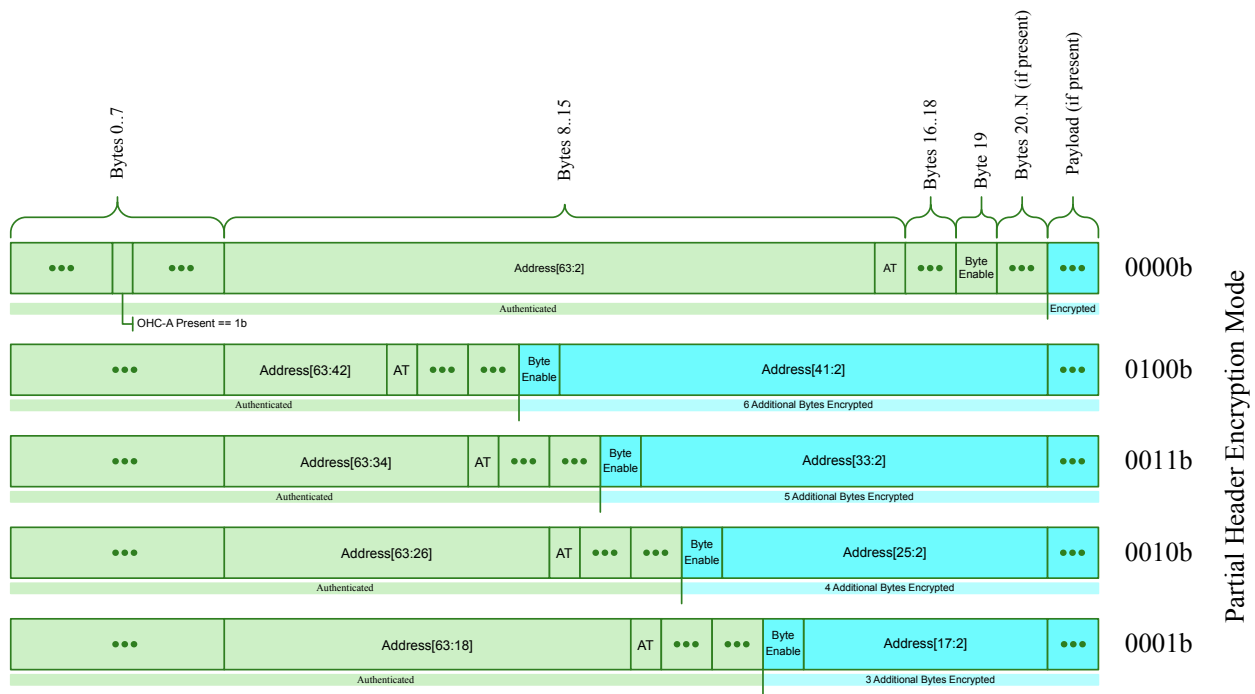 Bytes 0..7
Bytes 8..15
Bytes 16..18
Byte 19
Bytes 20..N (if present)
Payload (if present)
●●●
●●●
Address[63:2]
AT
●●●
Byte
Enable
●●●
●●●
0000b
Authenticated
Encrypted
OHC-A Present == 1b
●●●
Address[63:42]
AT
●●●
●●●
Byte
Enable
Address[41:2]
●●●
0100b
Authenticated
6 Additional Bytes Encrypted
●●●
Address[63:34]
AT
●●●
●●●
Byte
Enable
Address[33:2]
●●●
0011b
Authenticated
5 Additional Bytes Encrypted
●●●
Address[63:26]
AT
●●●
●●●
Byte
Enable
Address[25:2]
●●●
0010b
Authenticated
4 Additional Bytes Encrypted
●●●
Address[63:18]
AT
●●●
●●●
Byte
Enable
Address[17:2]
●●●
0001b
Authenticated
3 Additional Bytes Encrypted
Partial Header Encryption Mode